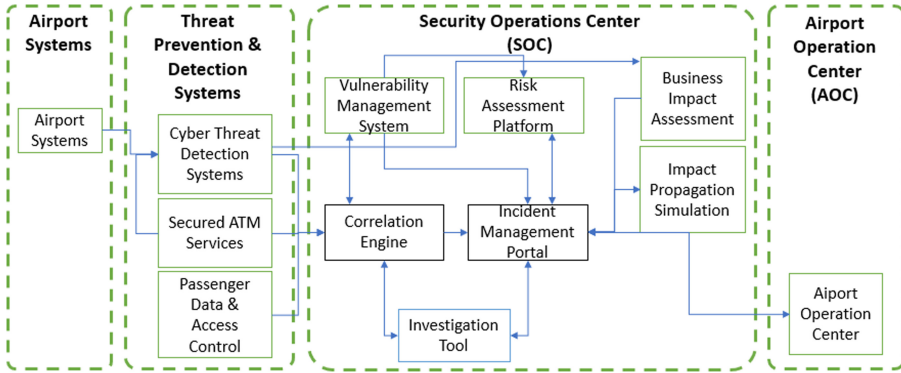 Airport
Systems
Airport
Systems
Threat
Prevention &
Detection
Systems
Cyber Threat
Detection
Systems
Secured ATM
Services
Passenger
Data &
Access
Control
Security Operations Center
(SOC)
Vulnerability
Management
System
Risk
Assessment
Platform
Business
Impact
Assessment
Impact
Propagation
Simulation
Correlation
Engine
Incident
Management
Portal
Investigation
Tool
Airport
Operation
Center
(AOC)
Aiport
Operation
Center